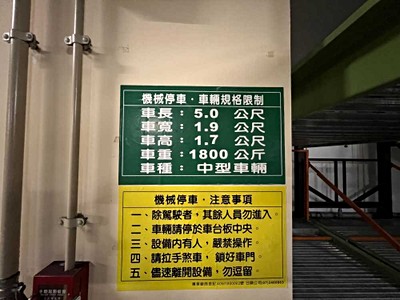 機械停車．車輛規格限制
車長：5.0 公尺
車寬：1.9 公尺
車高：1.7 公尺
車重：1800 公斤
車種：中型車輛
機械停車．注意事項
一、除駕駛者，其餘人員勿進入。
二、車輛請停於車台板中央。
三、設備內有人，嚴禁操作。
四、請拉手煞車，鎖好車門。
五、儘速離開設備，勿逗留。